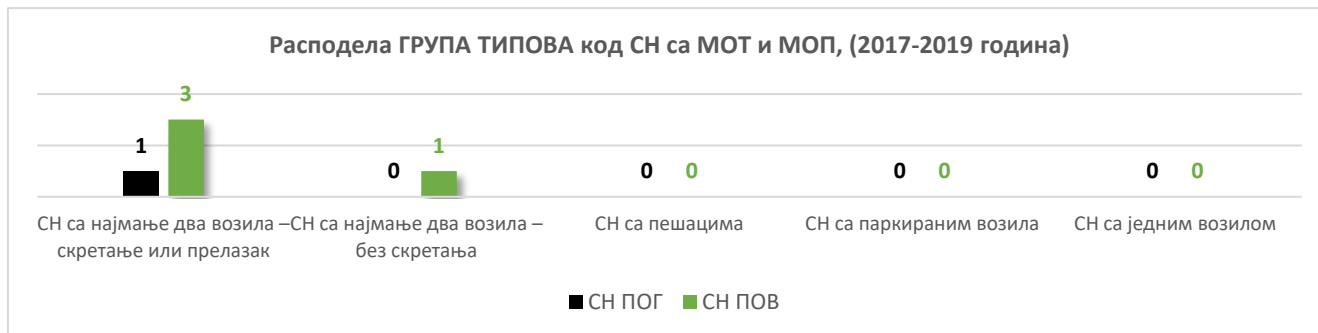 Расподела ГРУПА ТИПОВА код СН са МОТ и МОП, (2017-2019 година)
1 3 0 1 0 0 0 0 0 0
СН са најмање два возила – скретање или прелазак
СН са најмање два возила – без скретања
СН са пешацима
СН са паркираним возила
СН са једним возилом
СН ПОГ СН ПОВ